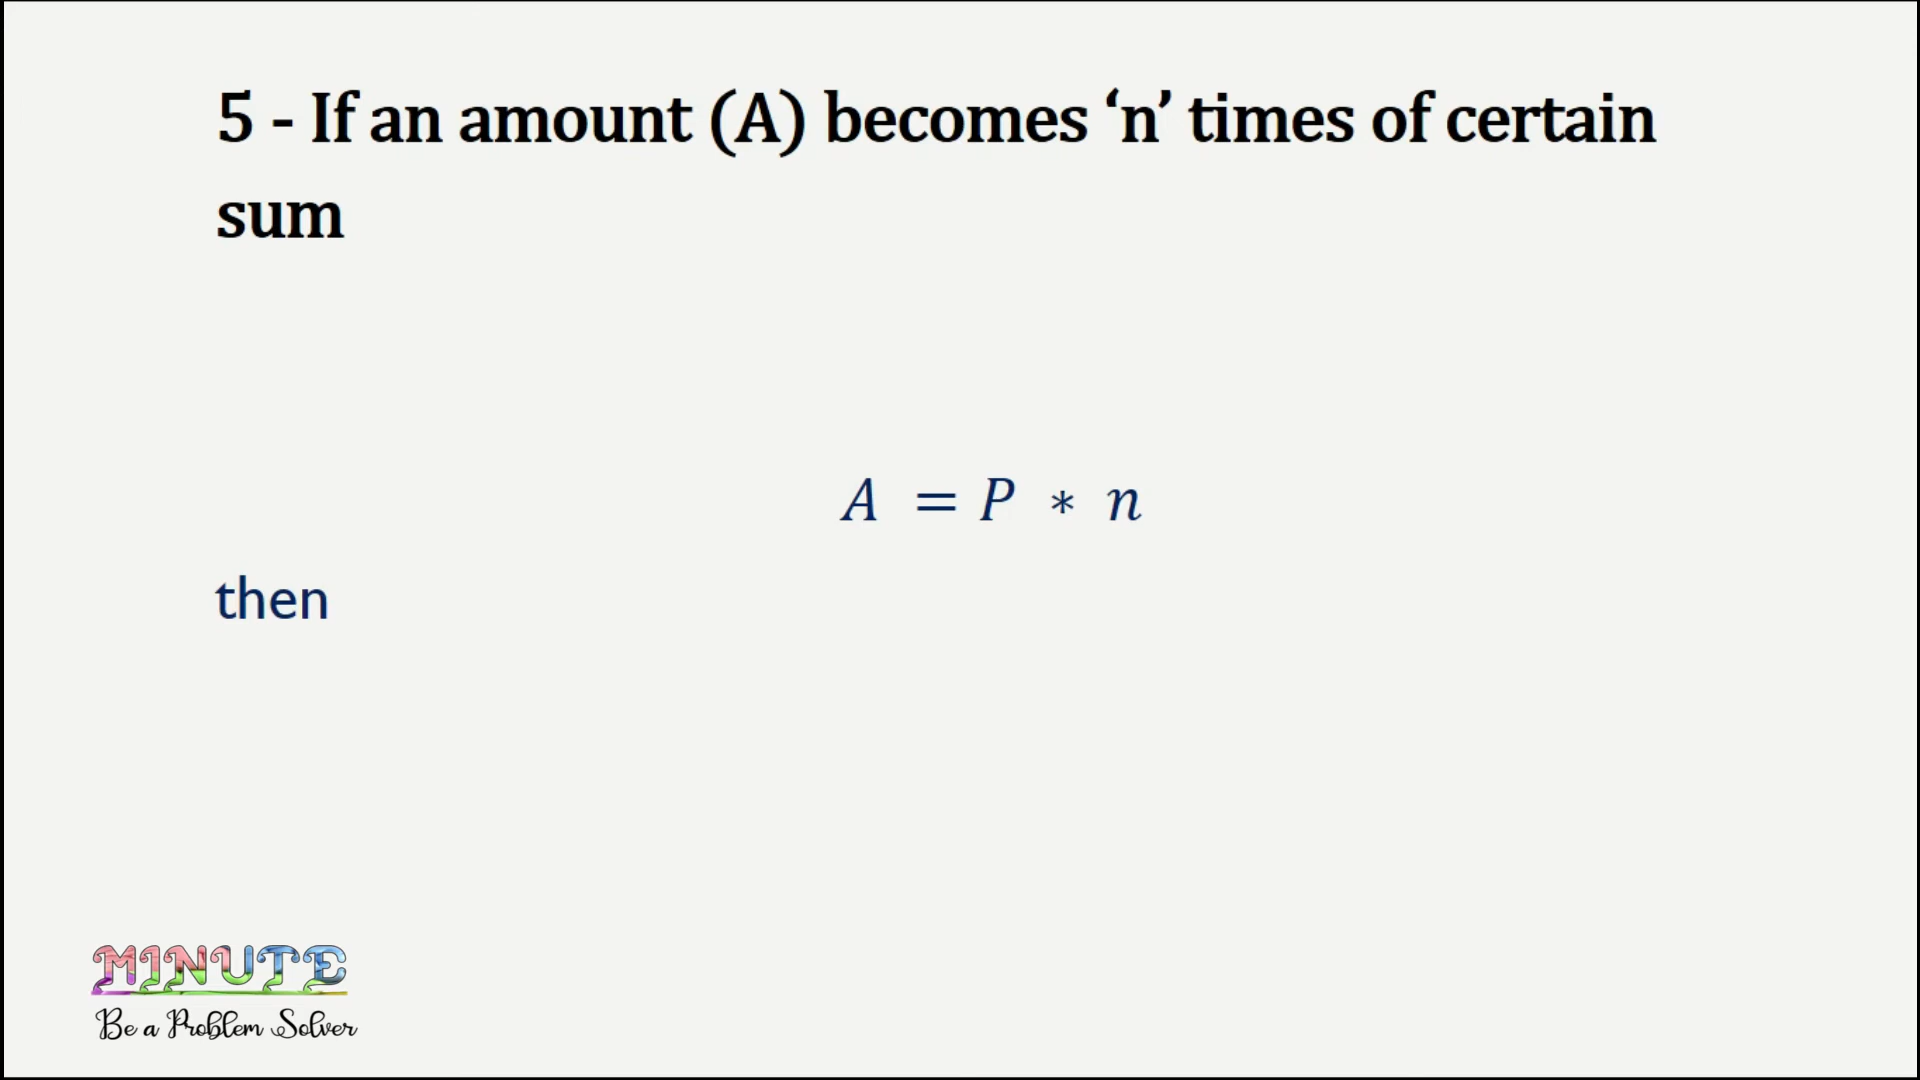 5 - If an amount (A) becomes ‘n’ times of certain
sum
A = P * n
then
MINUTE
Be a Problem Solver